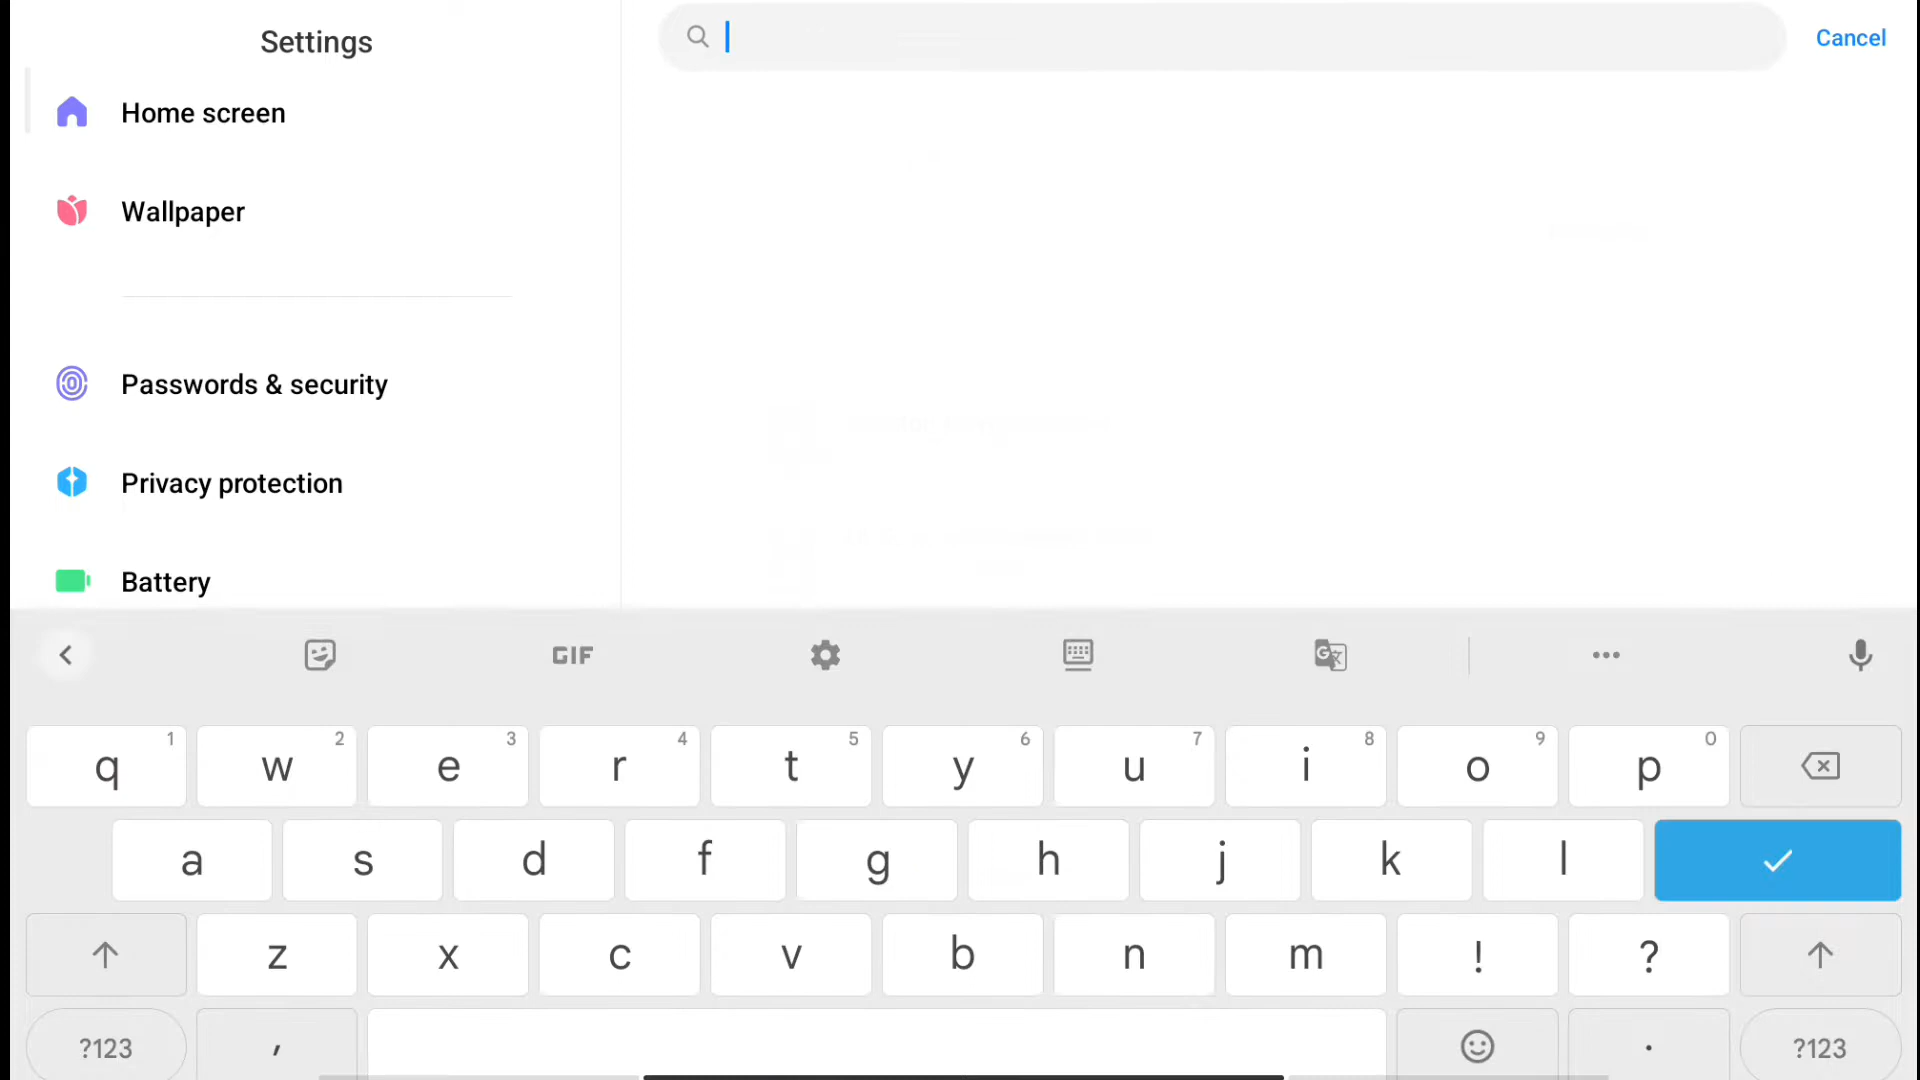 Settings
Cancel
Home screen
Wallpaper
Passwords & security
Privacy protection
Battery
GIF
G
q 1 w 2 e 3 r 4 t 5 y 6 u 7 i 8 o 9 p 0
a s d f g h j k l
z x c v b n m ! ?
?123 , . ?123